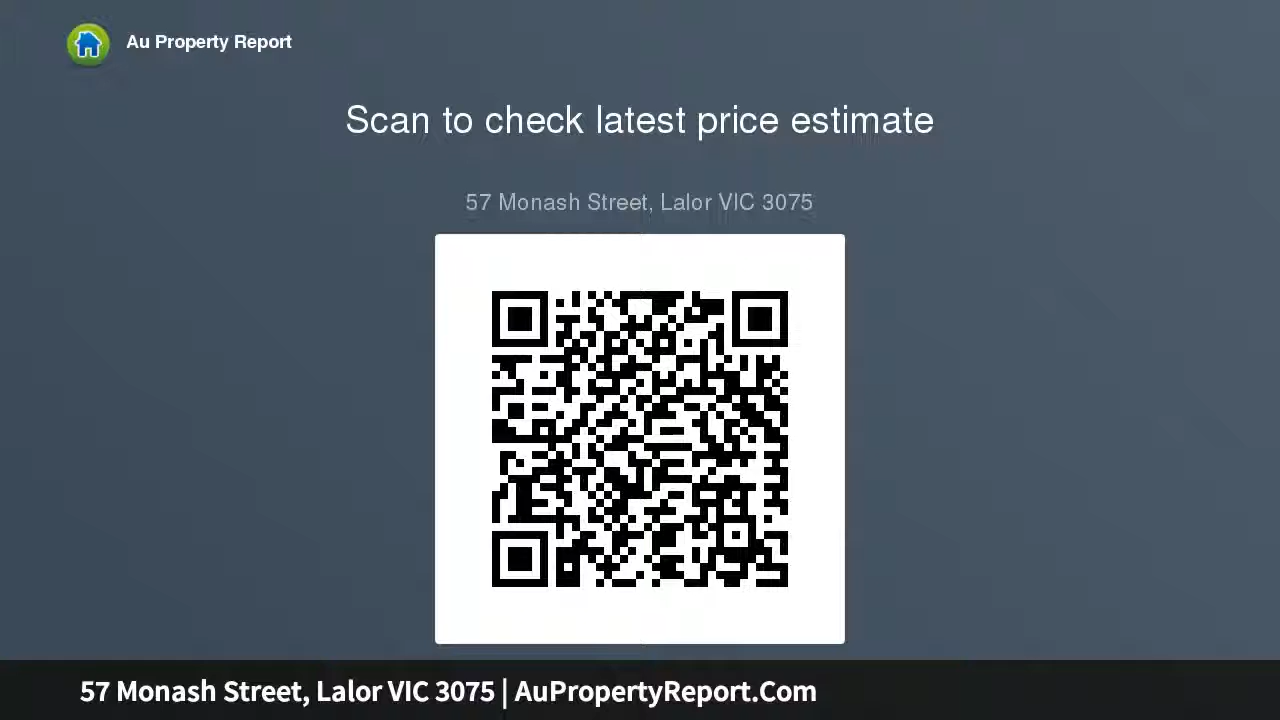 Au Property Report
Scan to check latest price estimate
57 Monash Street, Lalor VIC 3075
57 Monash Street, Lalor VIC 3075 | AuPropertyReport.Com